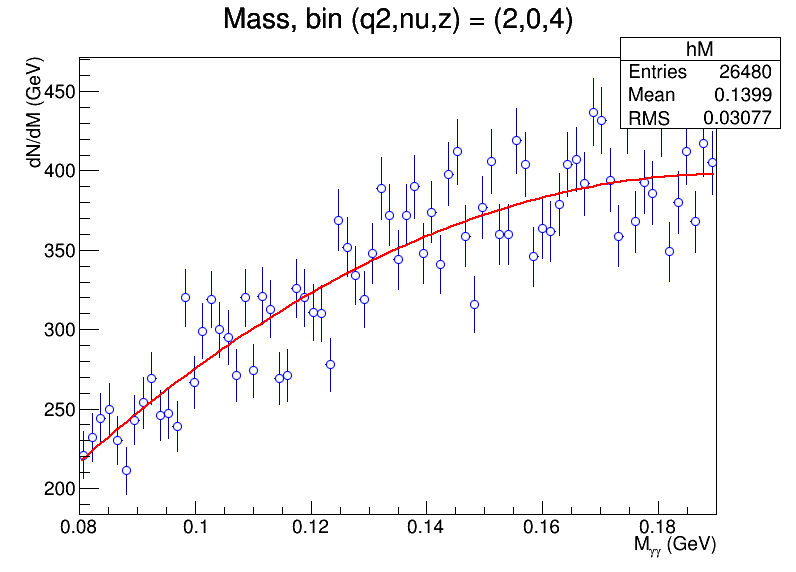 Mass, bin (q2,nu,z) = (2,0,4)
hM
Entries 26480
Mean 0.1399
RMS 0.03077
dN/dM (GeV)
450
400
350
300
250
200
0.08 0.1 0.12 0.14 0.16 0.18
Mγγ (GeV)